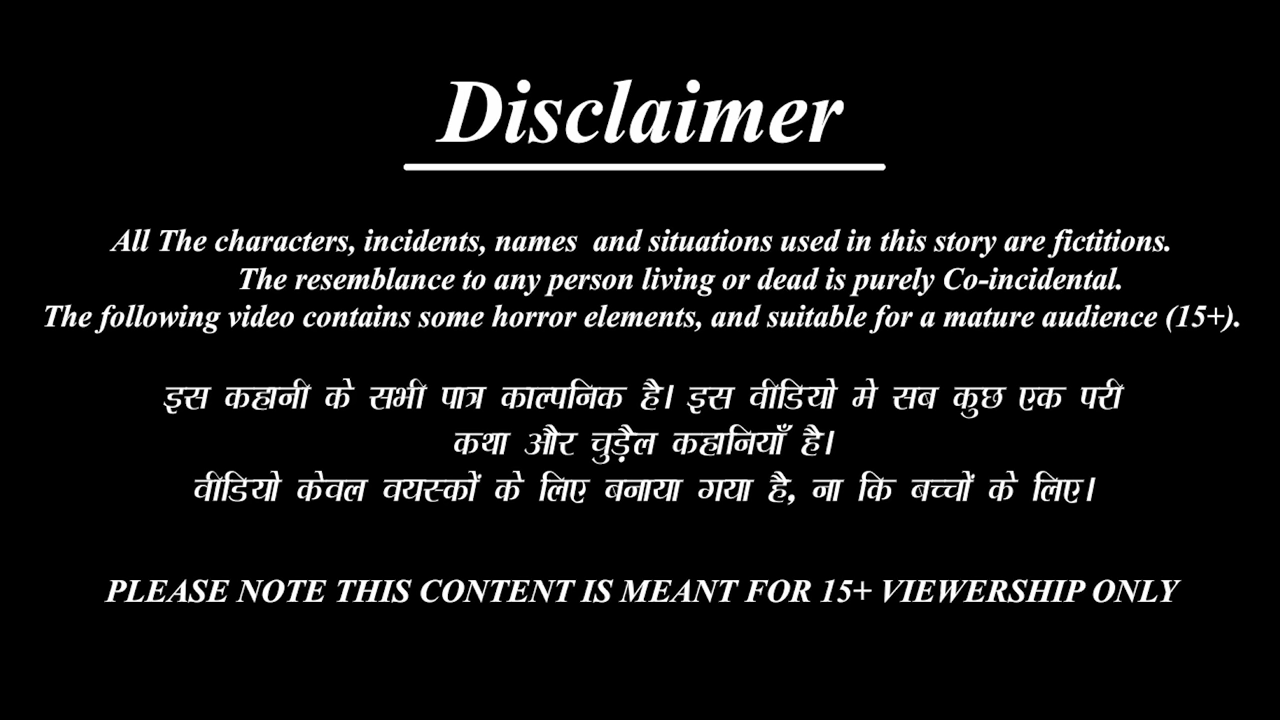 Disclaimer
All The characters, incidents, names and situations used in this story are fictitions.
The resemblance to any person living or dead is purely Co-incidental.
The following video contains some horror elements, and suitable for a mature audience (15+).
इस कहानी के सभी पात्र काल्पनिक है। इस वीडियो मे सब कुछ एक परी
कथा और चुड़ैल कहानियाँ है।
वीडियो केवल वयस्कों के लिए बनाया गया है, ना कि बच्चों के लिए।
PLEASE NOTE THIS CONTENT IS MEANT FOR 15+ VIEWERSHIP ONLY